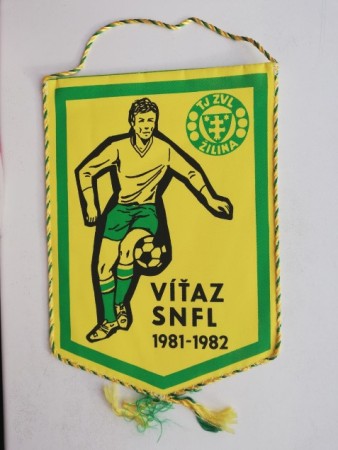 TJ ZVL
ŽILINA
VÍŤAZ
SNFL
1981-1982